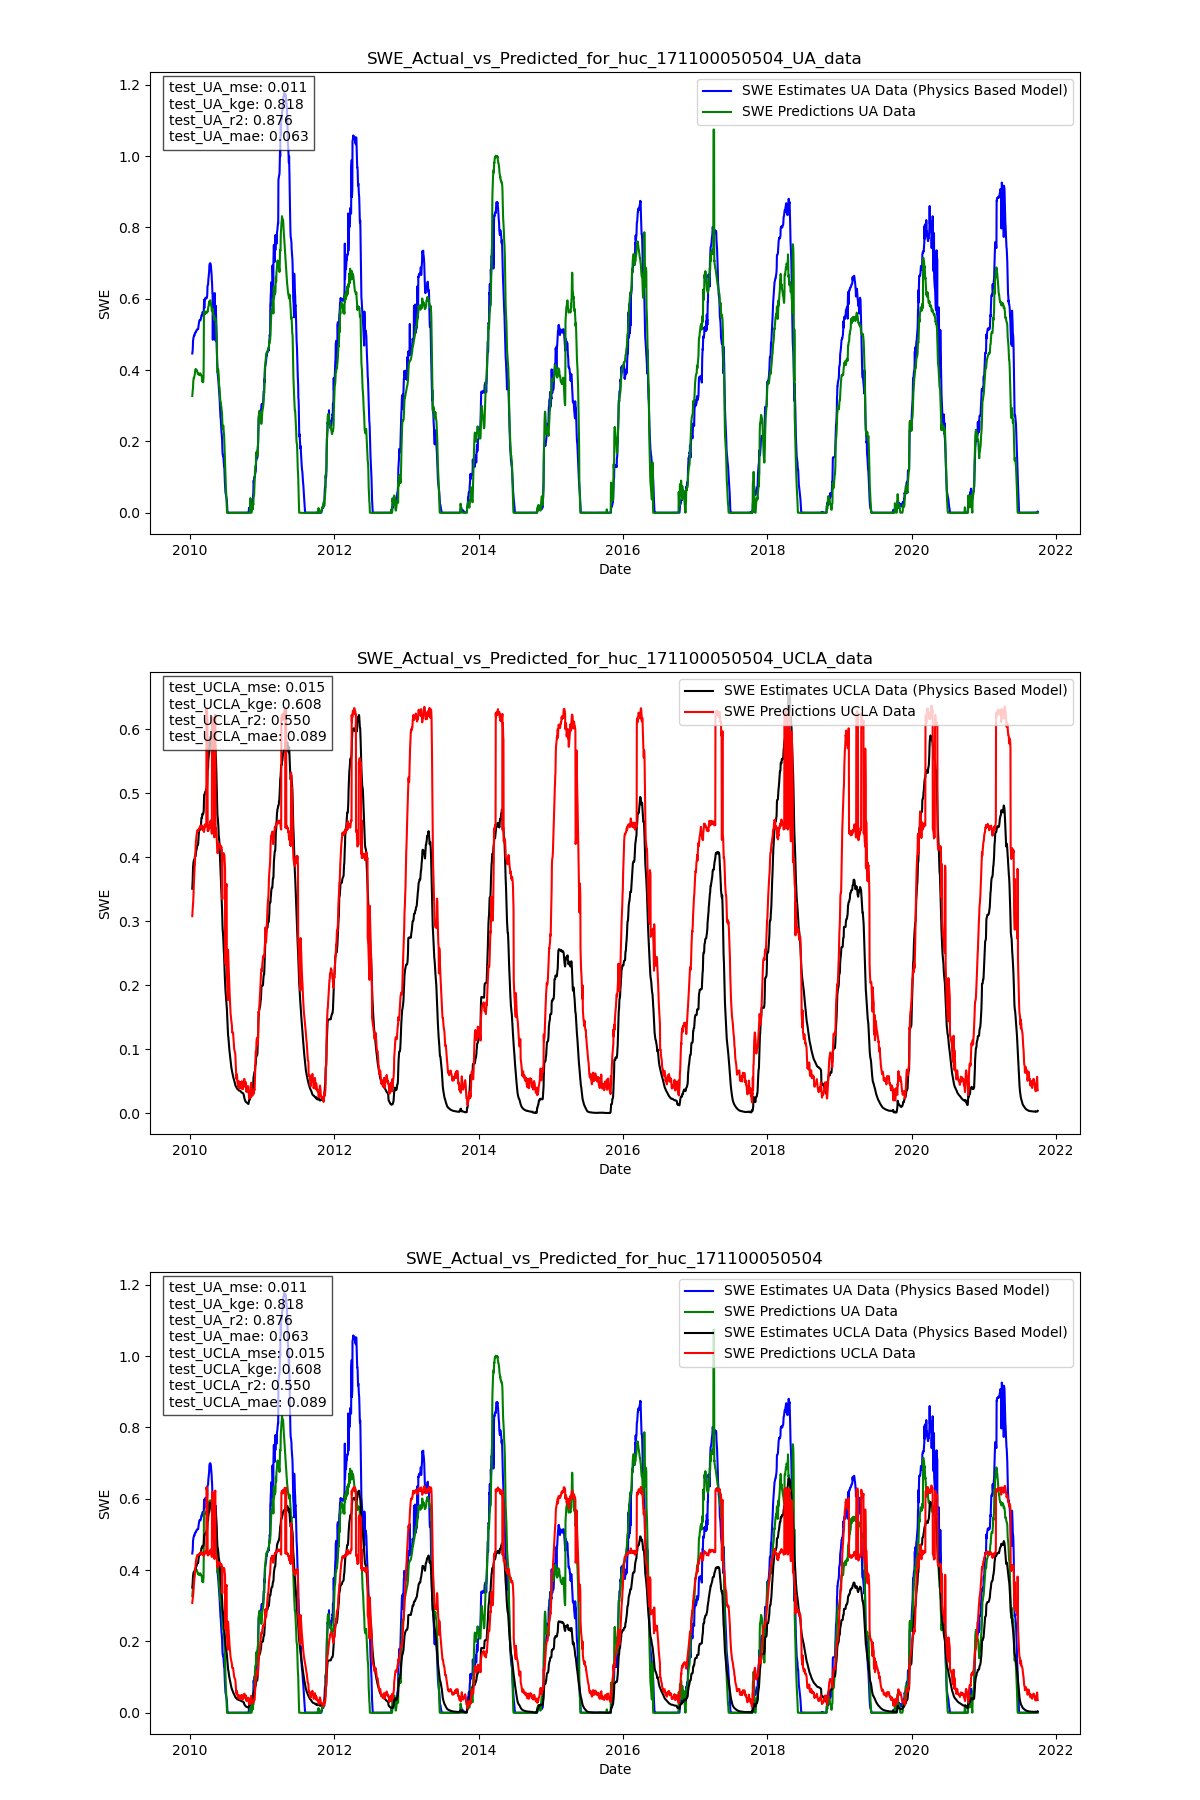 SWE_Actual_vs_Predicted_for_huc_171100050504_UA_data
test_UA_mse: 0.011
test_UA_kge: 0.818
test_UA_r2: 0.876
test_UA_mae: 0.063
SWE Estimates UA Data (Physics Based Model)
SWE Predictions UA Data
1.2
1.0
0.8
0.6
0.4
0.2
0.0
SWE
2010 2012 2014 2016 2018 2020 2022
Date
SWE_Actual_vs_Predicted_for_huc_171100050504_UCLA_data
test_UCLA_mse: 0.015
test_UCLA_kge: 0.608
test_UCLA_r2: 0.550
test_UCLA_mae: 0.089
SWE Estimates UCLA Data (Physics Based Model)
SWE Predictions UCLA Data
0.6
0.5
0.4
0.3
0.2
0.1
0.0
SWE
2010 2012 2014 2016 2018 2020 2022
Date
SWE_Actual_vs_Predicted_for_huc_171100050504
test_UA_mse: 0.011
test_UA_kge: 0.818
test_UA_r2: 0.876
test_UA_mae: 0.063
test_UCLA_mse: 0.015
test_UCLA_kge: 0.608
test_UCLA_r2: 0.550
test_UCLA_mae: 0.089
SWE Estimates UA Data (Physics Based Model)
SWE Predictions UA Data
SWE Estimates UCLA Data (Physics Based Model)
SWE Predictions UCLA Data
1.2
1.0
0.8
0.6
0.4
0.2
0.0
SWE
2010 2012 2014 2016 2018 2020 2022
Date